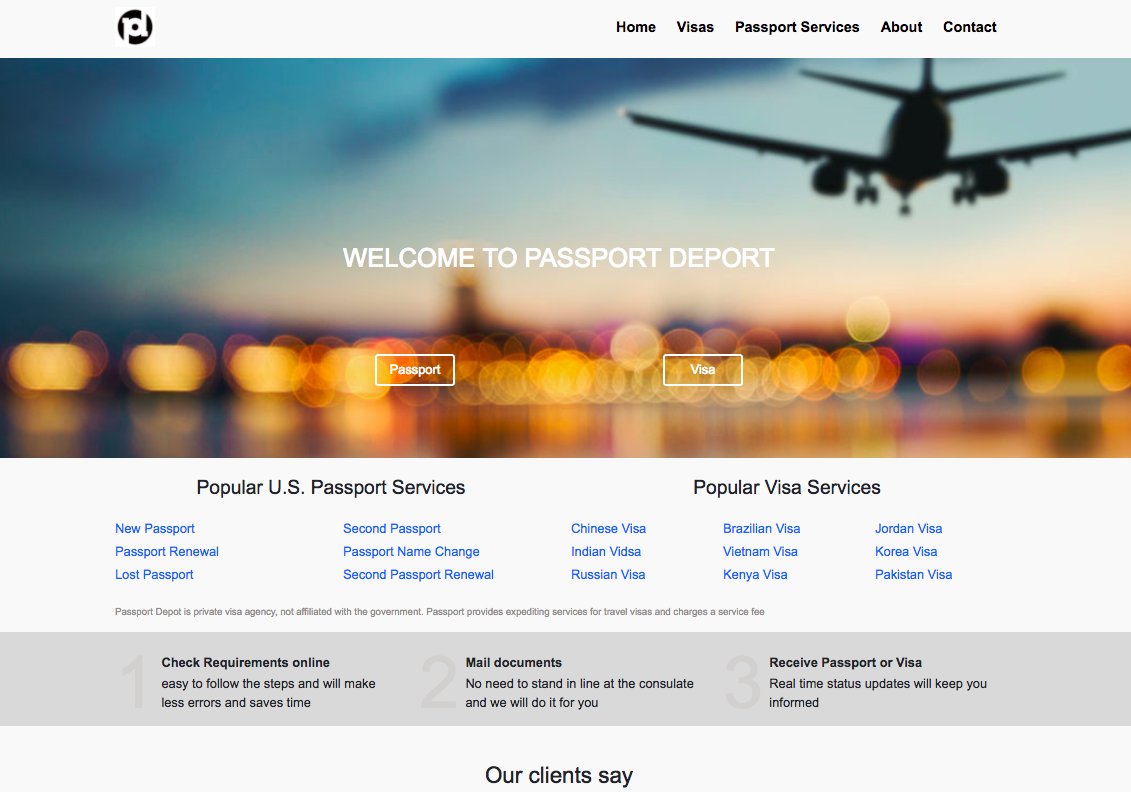 pd
Home Visas Passport Services About Contact
WELCOME TO PASSPORT DEPORT
Passport Visa
Popular U.S. Passport Services
New Passport Second Passport
Passport Renewal Passport Name Change
Lost Passport Second Passport Renewal
Popular Visa Services
Chinese Visa Brazilian Visa Jordan Visa
Indian Vidsa Vietnam Visa Korea Visa
Russian Visa Kenya Visa Pakistan Visa
Passport Depot is private visa agency, not affiliated with the government. Passport provides expediting services for travel visas and charges a service fee
1
Check Requirements online
easy to follow the steps and will make
less errors and saves time
2
Mail documents
No need to stand in line at the consulate
and we will do it for you
3
Receive Passport or Visa
Real time status updates will keep you
informed
Our clients say